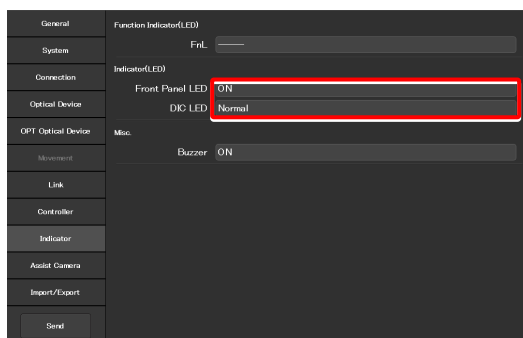 General
System
Connection
Optical Device
OPT Optical Device
Movement
Link
Controller
Indicator
Assist Camera
Import/Export
Send
Function Indicator(LED)
FnL ----
Indicator(LED)
Front Panel LED ON
DIC LED Normal
Misc.
Buzzer ON